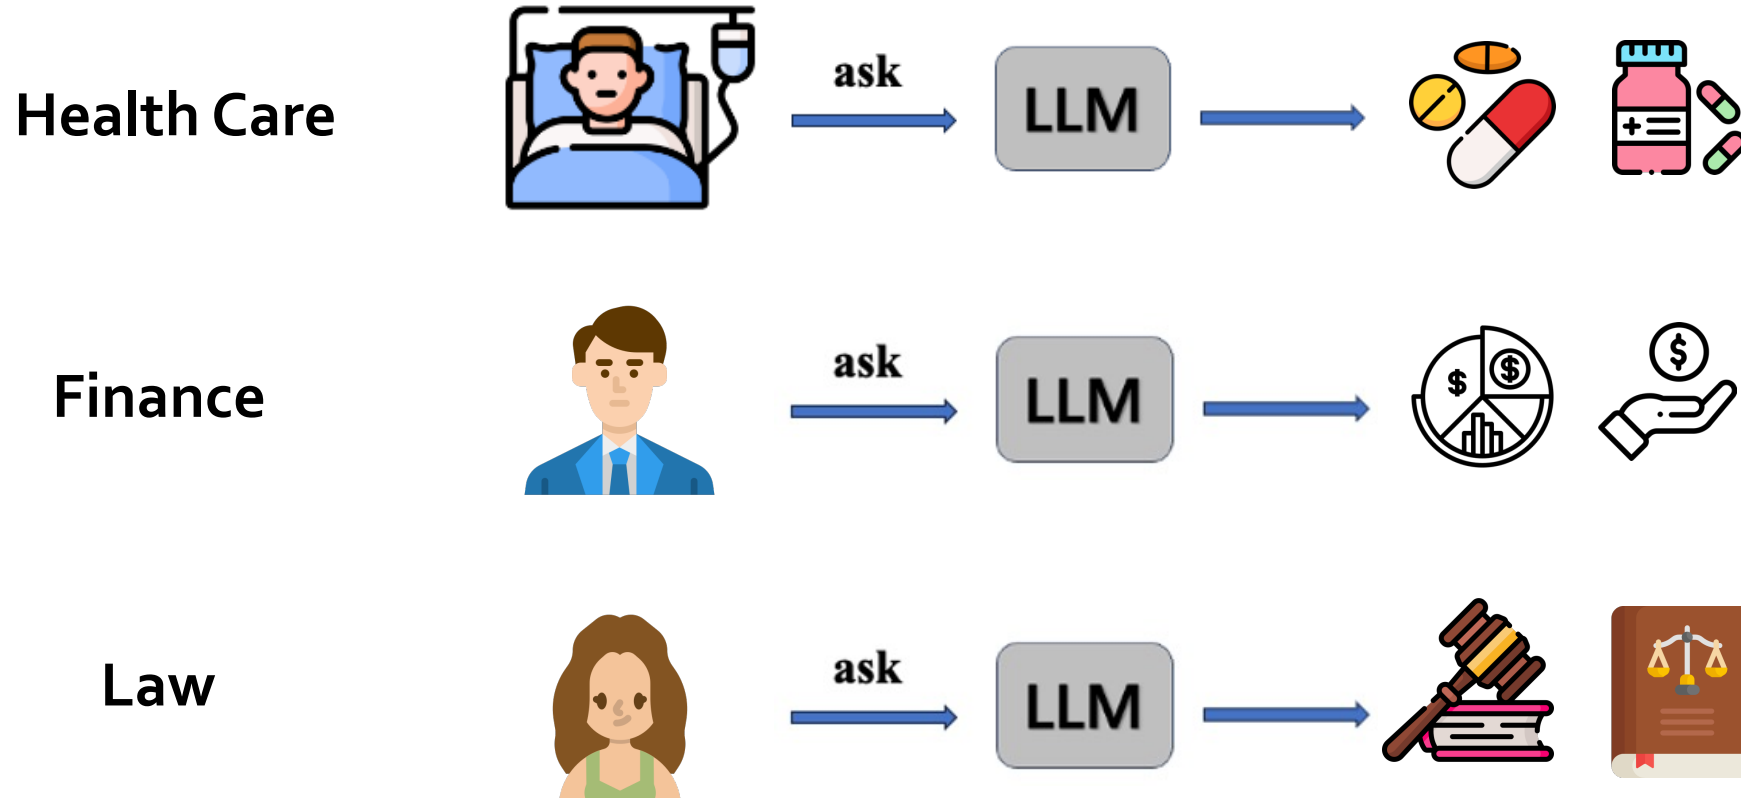 Health Care
ask
LLM
Finance
ask
LLM
$
$
$
Law
ask
LLM